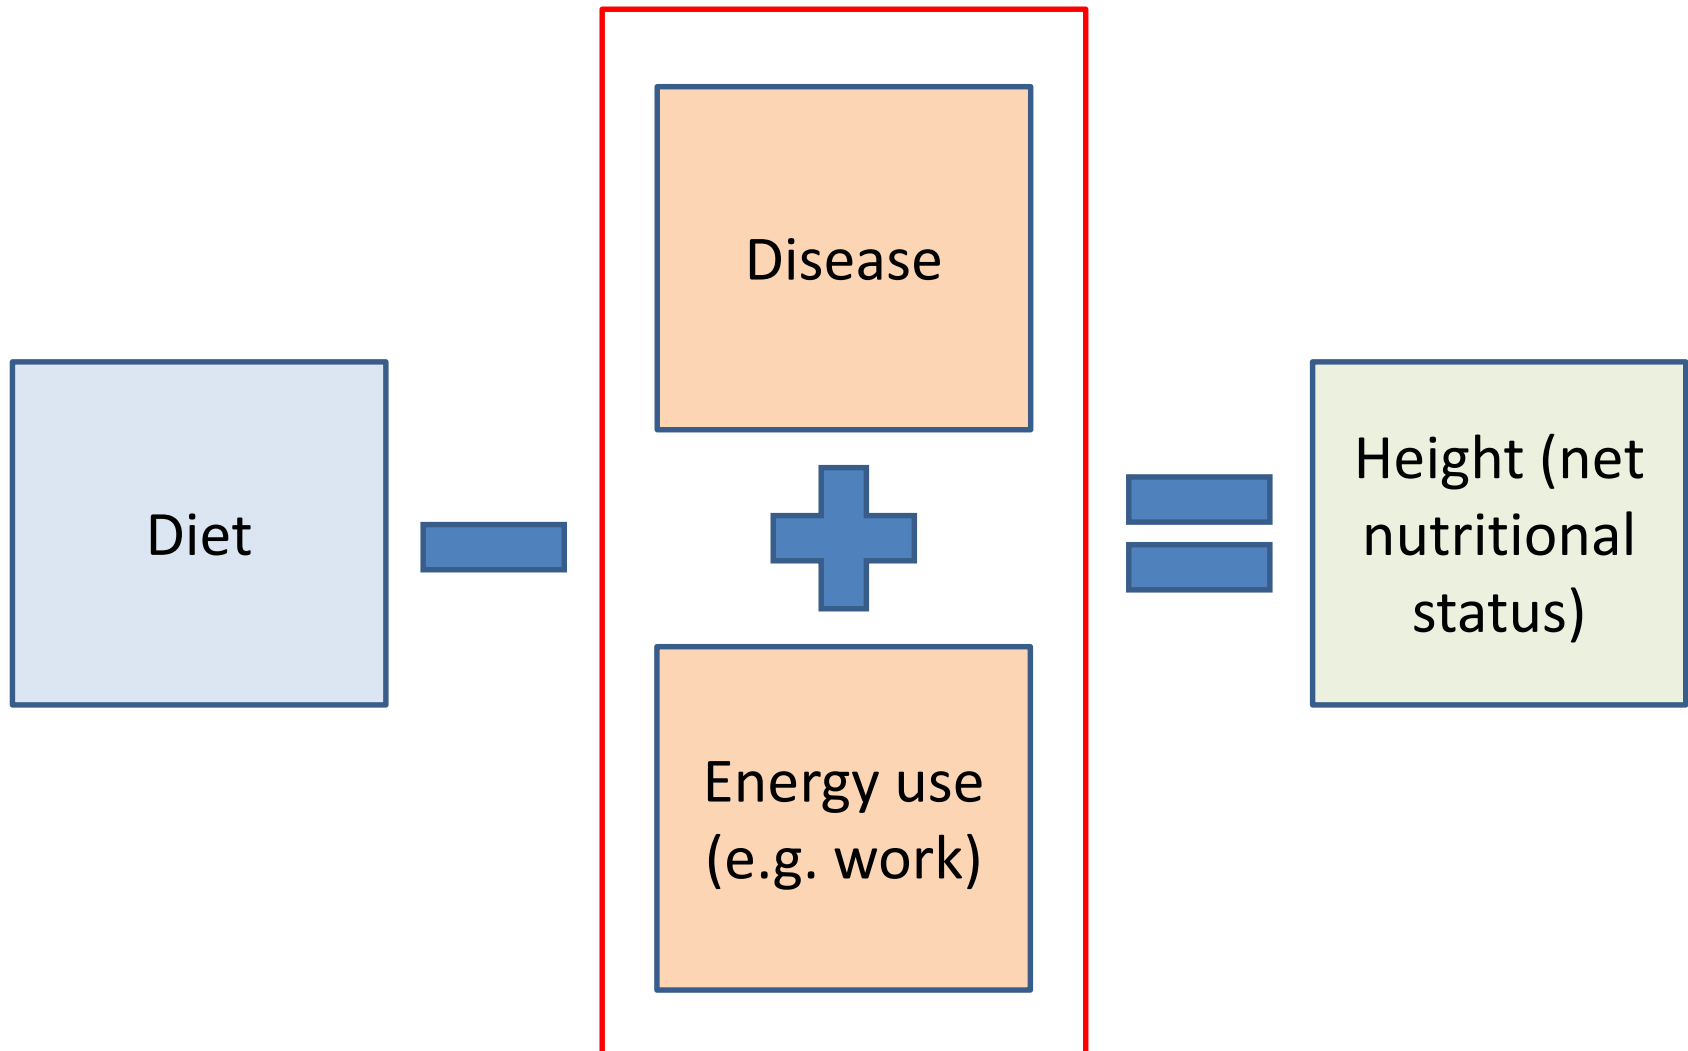 Diet
Disease
Energy use
(e.g. work)
Height (net
nutritional
status)